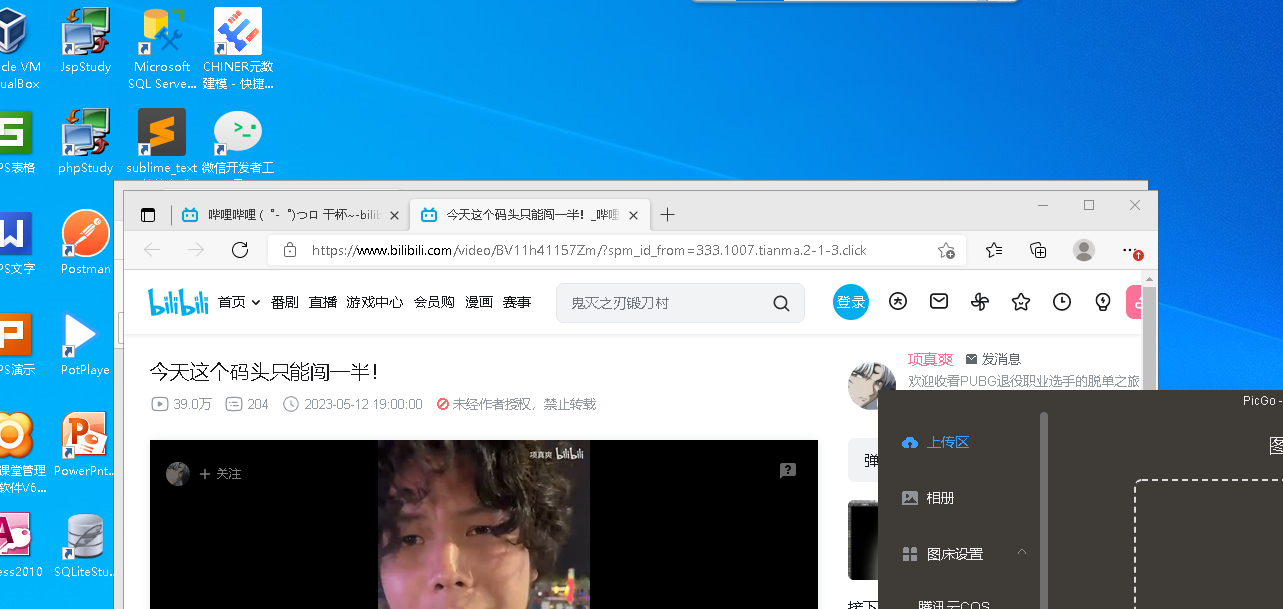 cle VM
ualBox
JspStudy
Microsoft
SQL Serve...
CHINER元数
建模 - 快捷...
PS表格
phpStudy
sublime_text
微信开发者工
PS文字
Postman
PS演示
PotPlaye
课堂管理
软件V6...
PowerPnt...
ess2010
SQLiteStu...
哔哩哔哩 ( ゜- ゜)つロ 干杯~-bili
今天这个码头只能闯一半！_哔哩
https://www.bilibili.com/video/BV11h41157Zm/?spm_id_from=333.1007.tianma.2-1-3.click
bilibili
首页 番剧 直播 游戏中心 会员购 漫画 赛事
鬼灭之刃锻刀村
登录
今天这个码头只能闯一半！
39.0万 204 2023-05-12 19:00:00 未经作者授权，禁止转载
项真爽 发消息
欢迎收看PUBG退役职业选手的脱单之旅
+ 关注
项真爽 bilibili
弹
接下
PicGo -
上传区
图
相册
图床设置
腾讯云COS